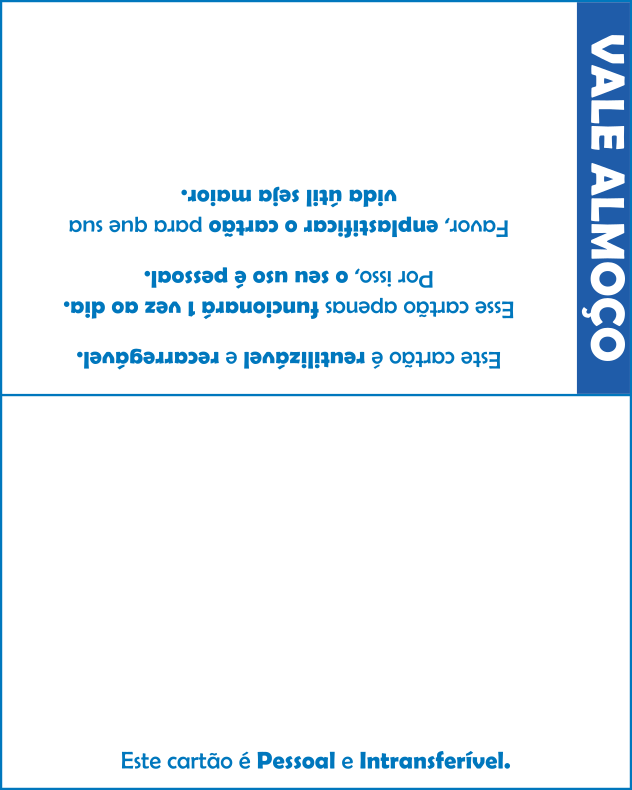 VALE ALMOÇO
Este cartão é reutilizável e recarregável.
Esse cartão apenas funcionará 1 vez ao dia.
Por isso, o seu uso é pessoal.
Favor, enplastificar o cartão para que sua
vida útil seja maior.
Este cartão é Pessoal e Intransferível.